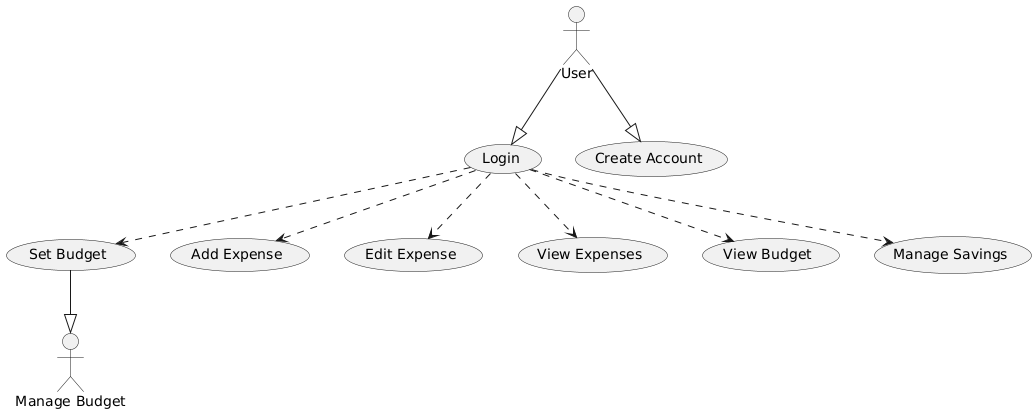 User
Login
Create Account
Set Budget
Add Expense
Edit Expense
View Expenses
View Budget
Manage Savings
Manage Budget